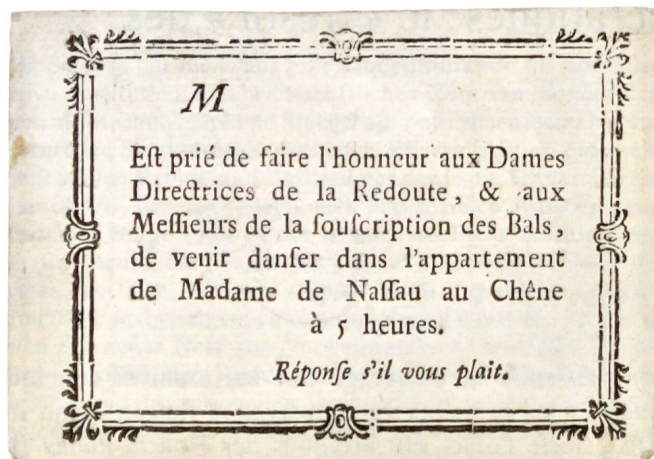 M
Eſt prié de faire l'honneur aux Dames
Directrices de la Redoute, & aux
Meſſieurs de la ſouſcription des Bals,
de venir danſer dans l'appartement
de Madame de Naſſau au Chêne
à 5 heures.
Réponſe s'il vous plait.